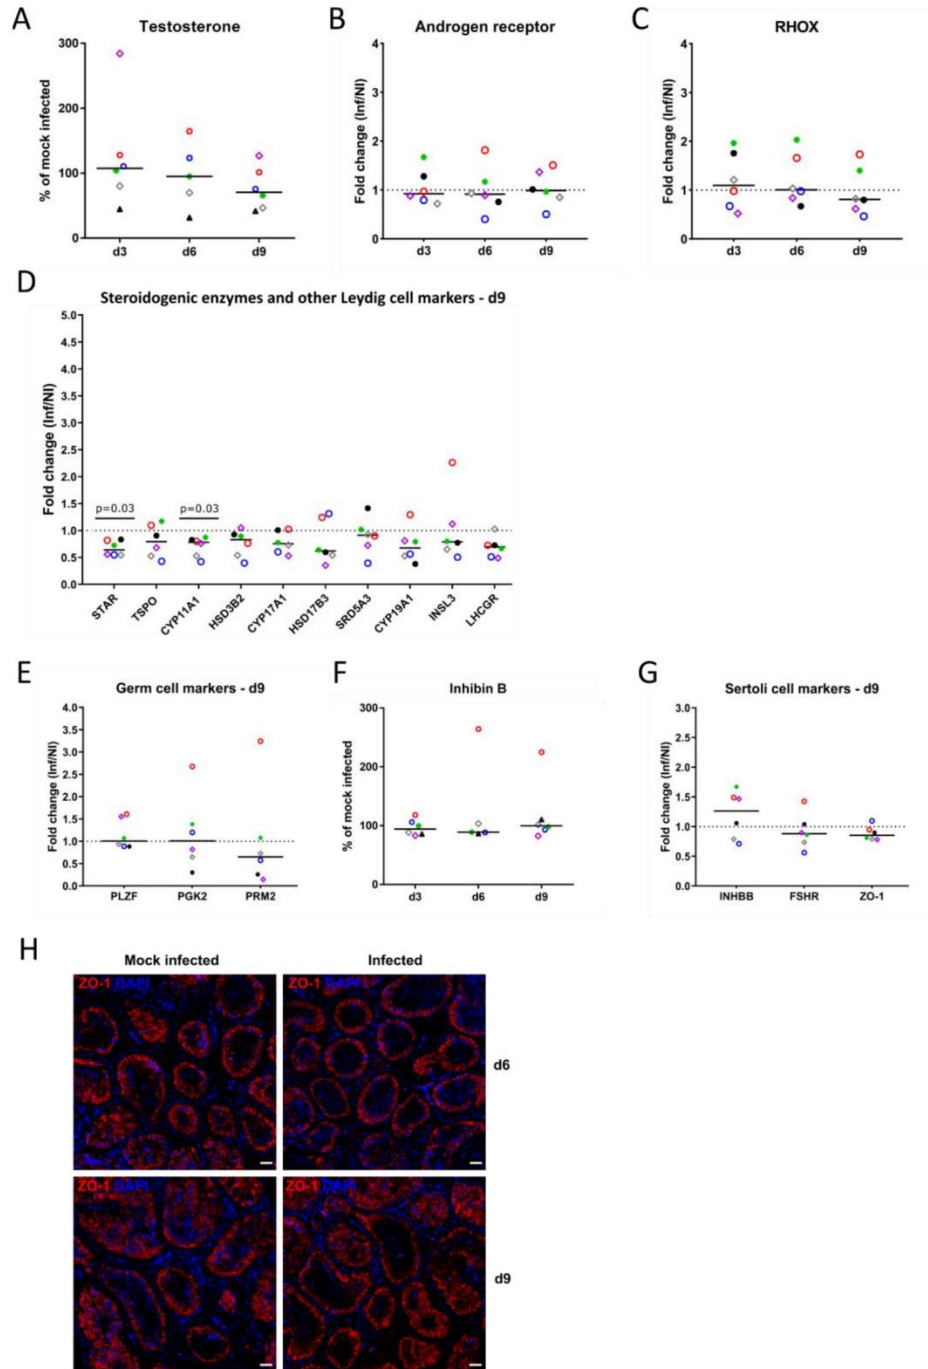 A
Testosterone
% of mock infected
300
200
100
0
d3 d6 d9
B
Androgen receptor
Fold change (Inf/NI)
4
3
2
1
0
d3 d6 d9
C
RHOX
Fold change (Inf/NI)
4
3
2
1
0
d3 d6 d9
D
Steroidogenic enzymes and other Leydig cell markers - d9
Fold change (Inf/NI)
5.0
4.5
4.0
3.5
3.0
2.5
2.0
1.5
1.0
0.5
0.0
p=0.03 p=0.03
STAR TSPO CYP11A1 HSD3B2 CYP17A1 HSD17B3 SRD5A3 CYP19A1 INSL3 LHCGR
E
Germ cell markers - d9
Fold change (Inf/NI)
4.0
3.5
3.0
2.5
2.0
1.5
1.0
0.5
0.0
PLZF PGK2 PRM2
F
Inhibin B
% of mock infected
300
200
100
0
d3 d6 d9
G
Sertoli cell markers - d9
Fold change (Inf/NI)
3.0
2.5
2.0
1.5
1.0
0.5
0.0
INHBB FSHR ZO-1
H
Mock infected Infected
ZO-1 DAPI ZO-1 DAPI
d6
ZO-1 DAPI ZO-1 DAPI
d9